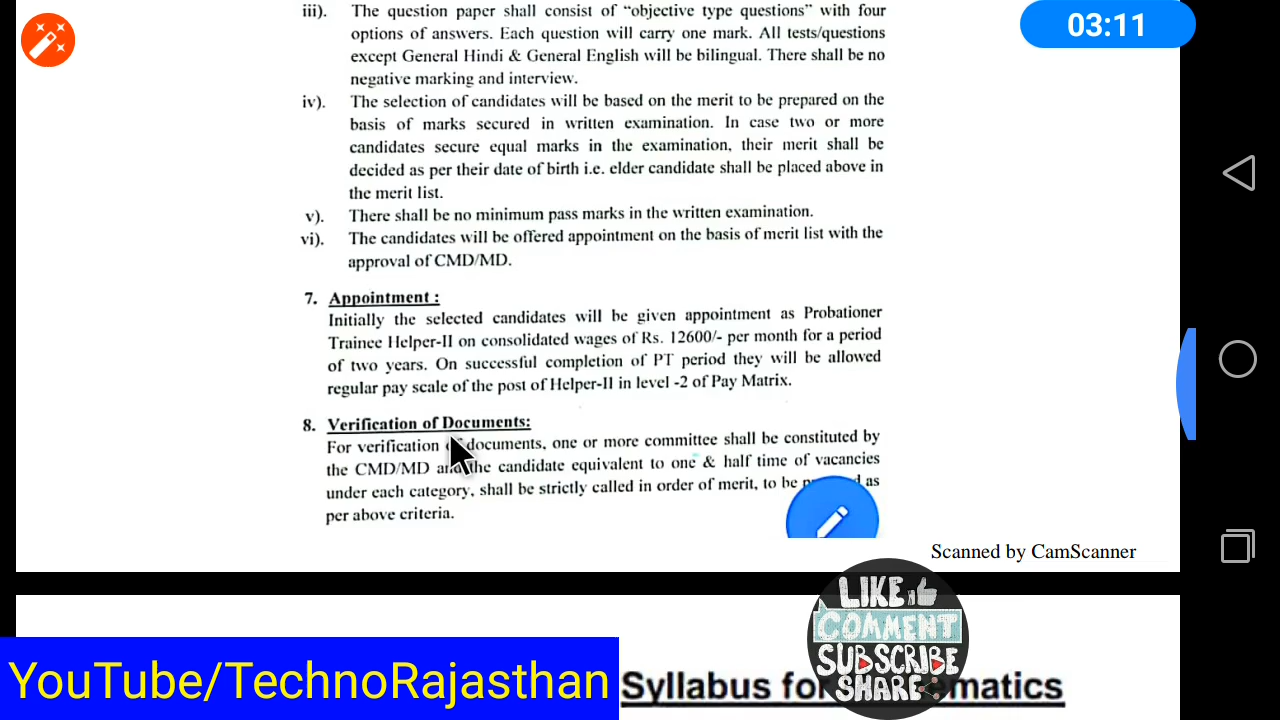 iii). The question paper shall consist of “objective type questions” with four
03:11
options of answers. Each question will carry one mark. All tests/questions
except General Hindi & General English will be bilingual. There shall be no
negative marking and interview.
iv). The selection of candidates will be based on the merit to be prepared on the
basis of marks secured in written examination. In case two or more
candidates secure equal marks in the examination, their merit shall be
decided as per their date of birth i.e. elder candidate shall be placed above in
the merit list.
v). There shall be no minimum pass marks in the written examination.
vi). The candidates will be offered appointment on the basis of merit list with the
approval of CMD/MD.
7. Appointment :
Initially the selected candidates will be given appointment as Probationer
Trainee Helper-II on consolidated wages of Rs. 12600/- per month for a period
of two years. On successful completion of PT period they will be allowed
regular pay scale of the post of Helper-II in level -2 of Pay Matrix.
8. Verification of Documents:
For verification documents, one or more committee shall be constituted by
the CMD/MD and the candidate equivalent to one & half time of vacancies
under each category, shall be strictly called in order of merit, to be as
per above criteria.
Scanned by CamScanner
LIKE
COMMENT
SUBSCRIBE
SHARE
YouTube/TechnoRajasthan
Syllabus for